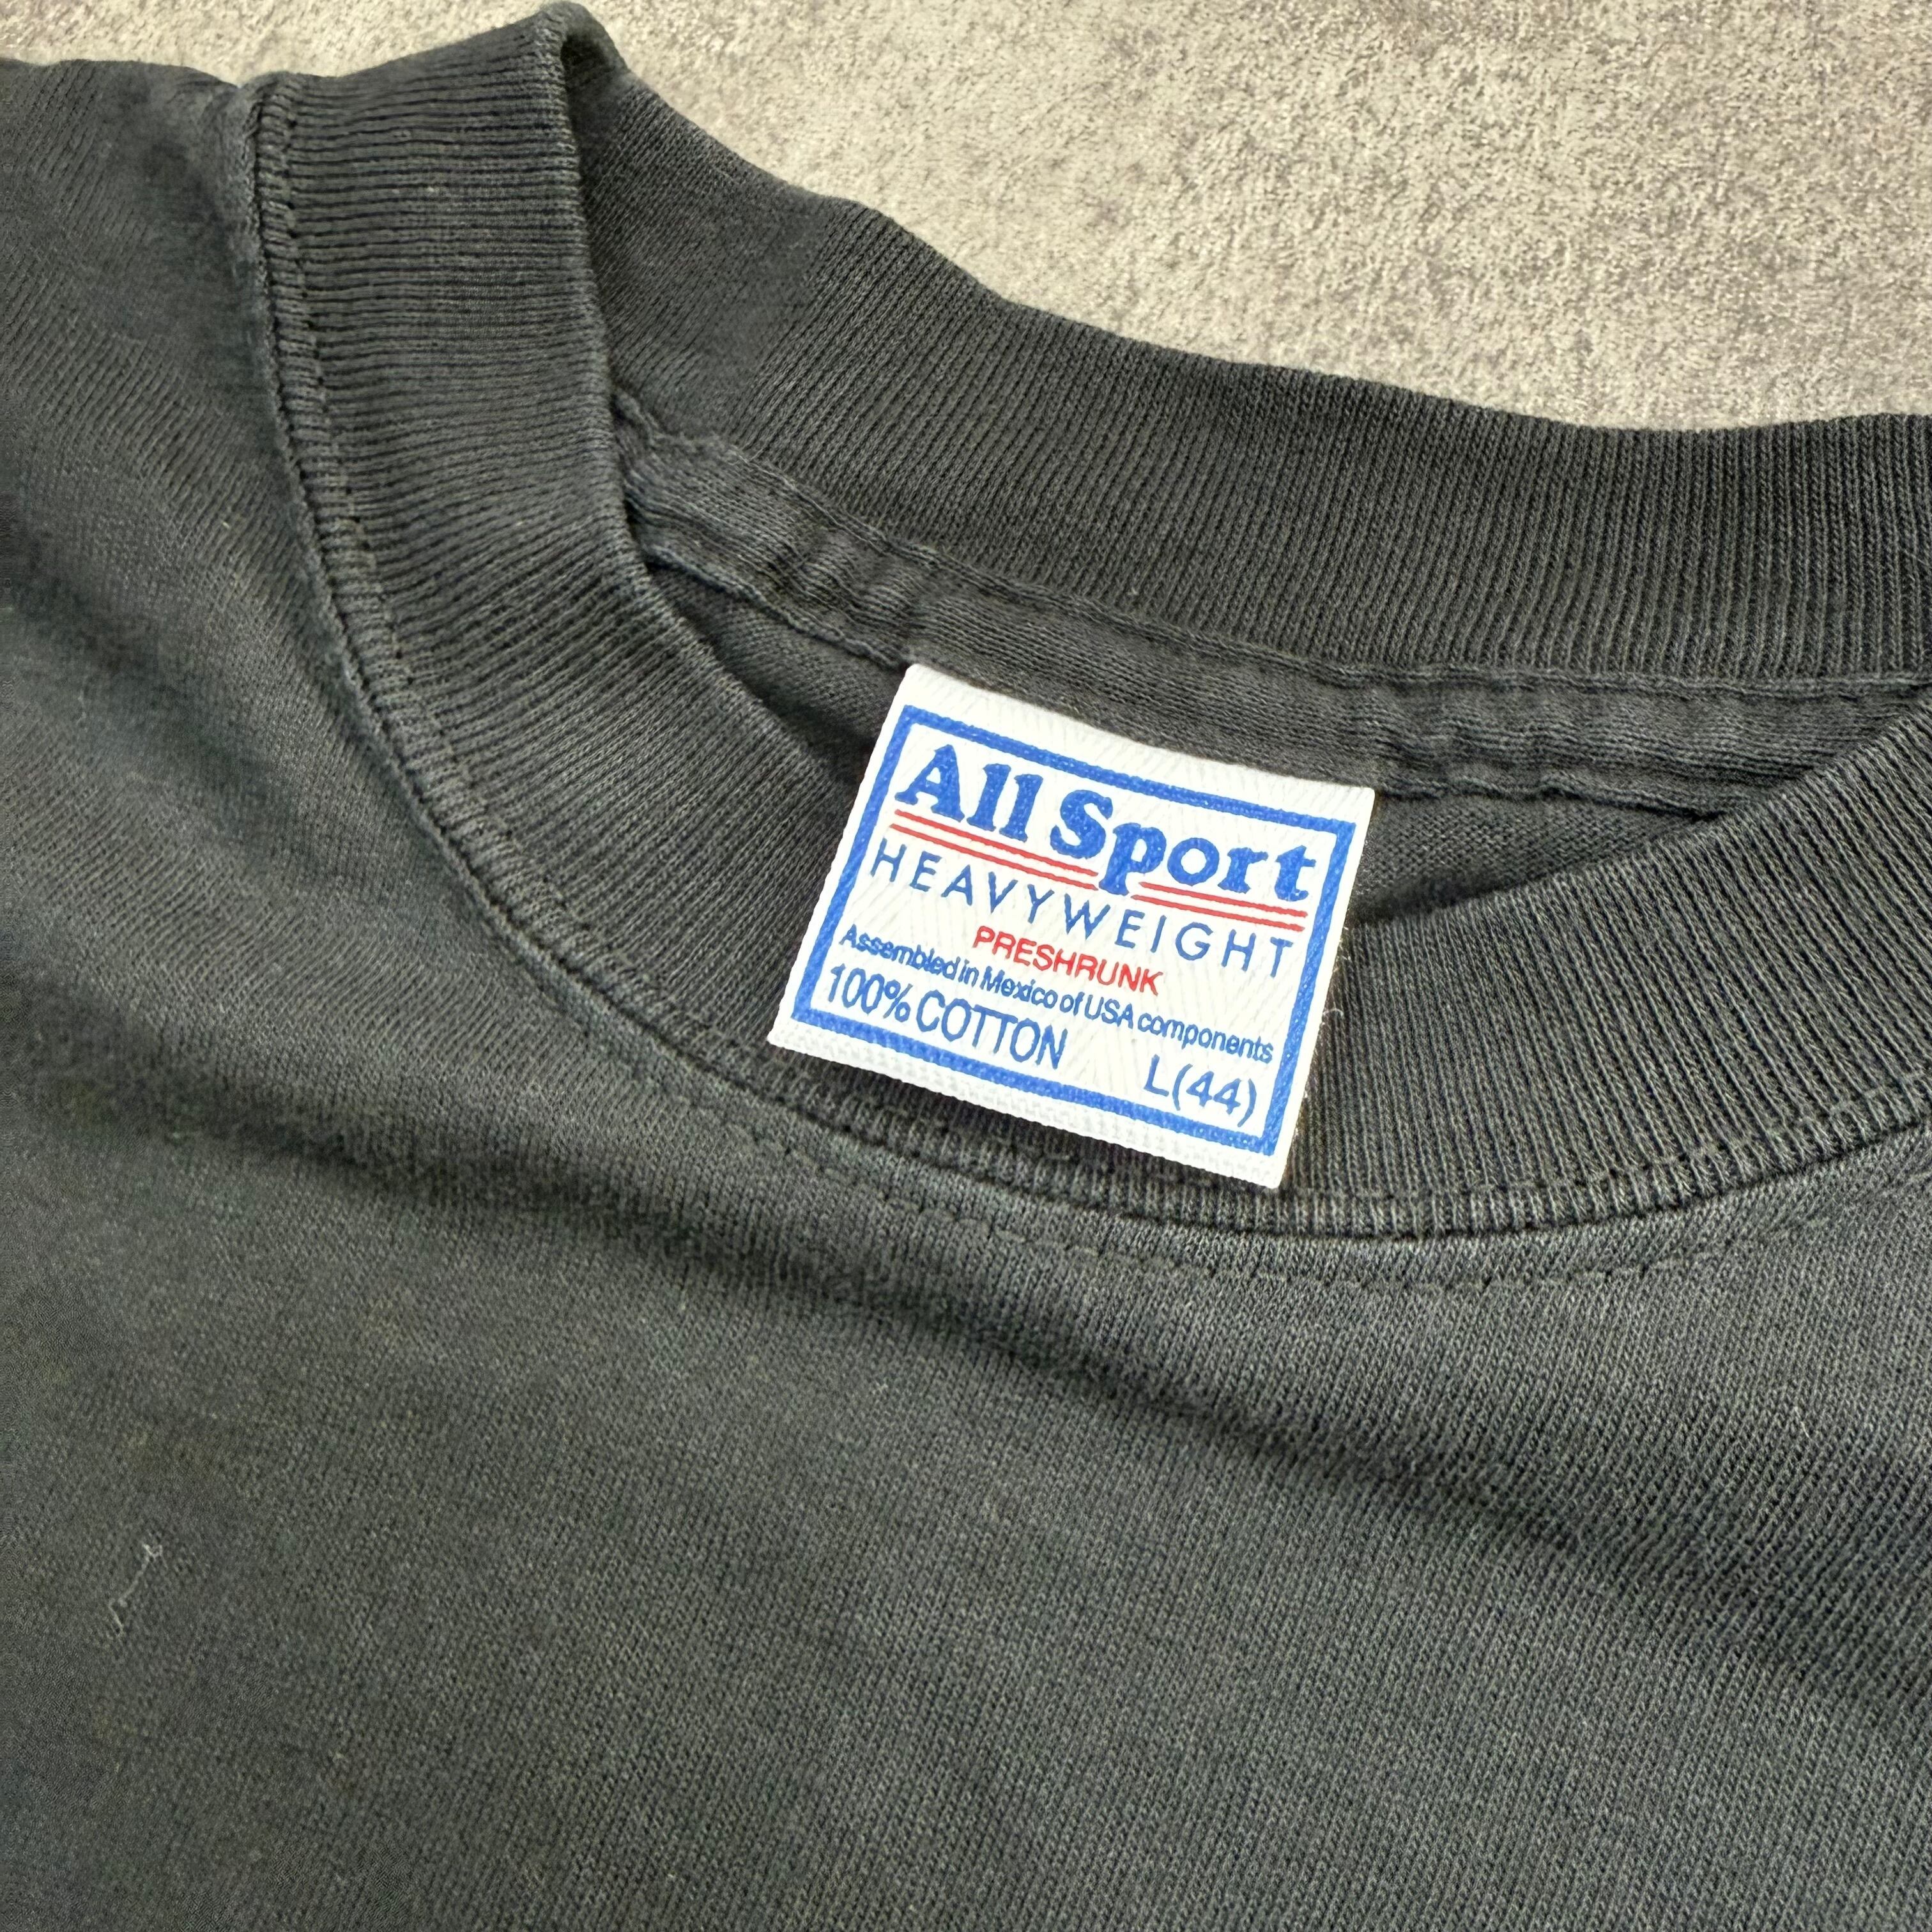 All Sport
HEAVYWEIGHT
PRESHRUNK
Assembled in Mexico of USA components
100% COTTON
L(44)